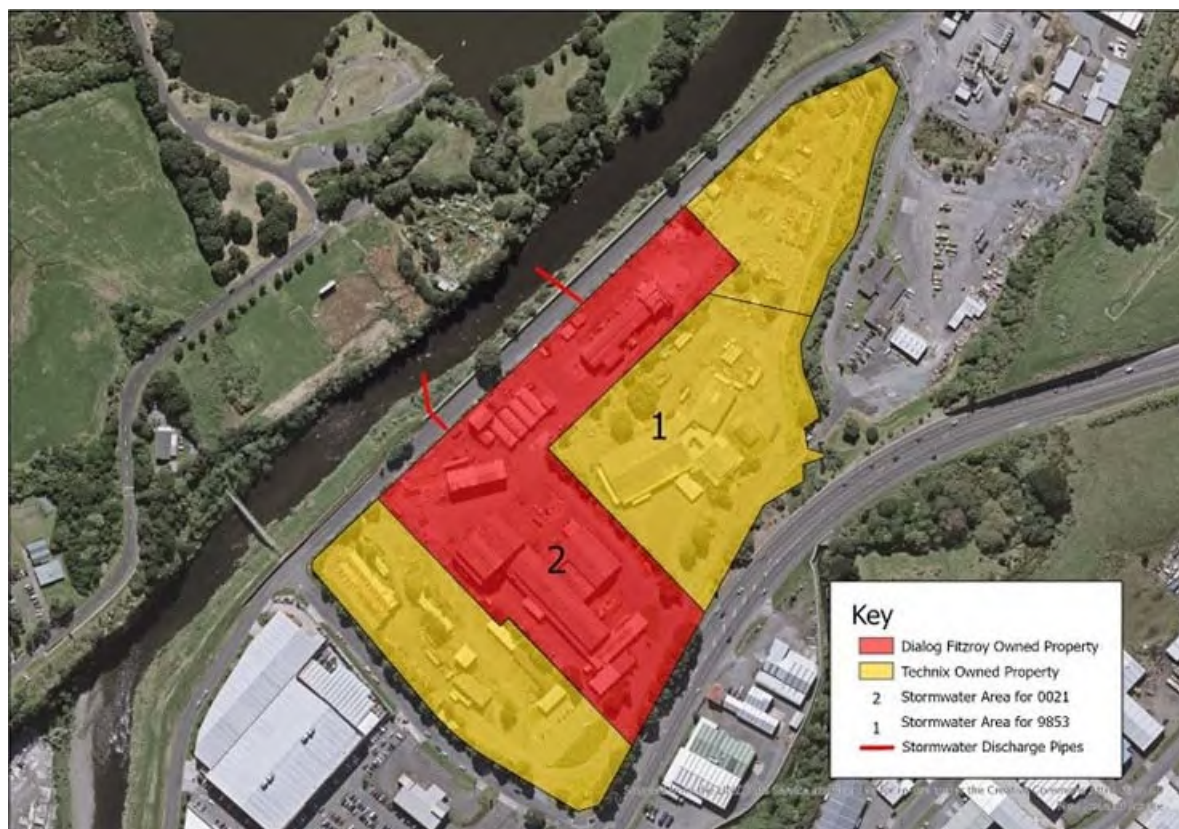 1
2
Key
Dialog Fitzroy Owned Property
Technix Owned Property
2 Stormwater Area for 0021
1 Stormwater Area for 9853
Stormwater Discharge Pipes